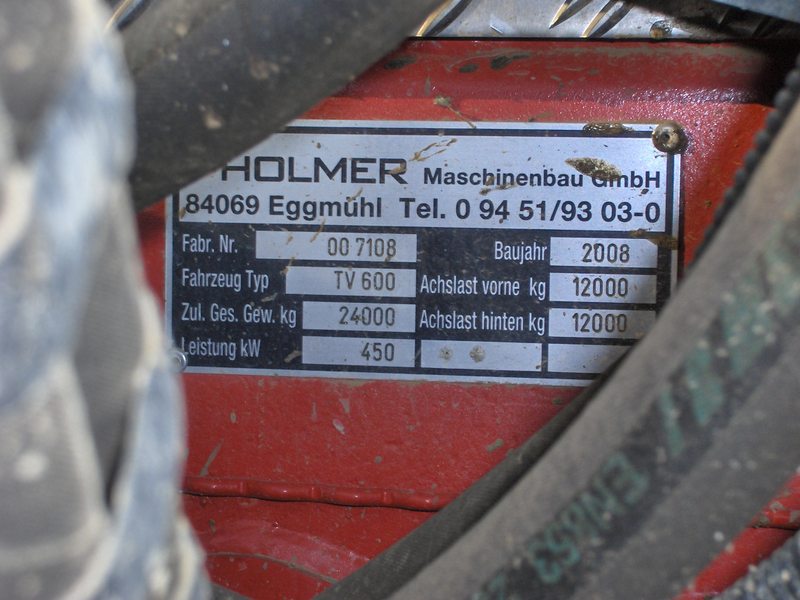 HOLMER Maschinenbau GmbH
84069 Eggmühl Tel. 0 94 51/93 03-0
Fabr. Nr. 00 7108 Baujahr 2008
Fahrzeug Typ TV 600 Achslast vorne kg 12000
Zul. Ges. Gew. kg 24000 Achslast hinten kg 12000
Leistung kW 450
EN853